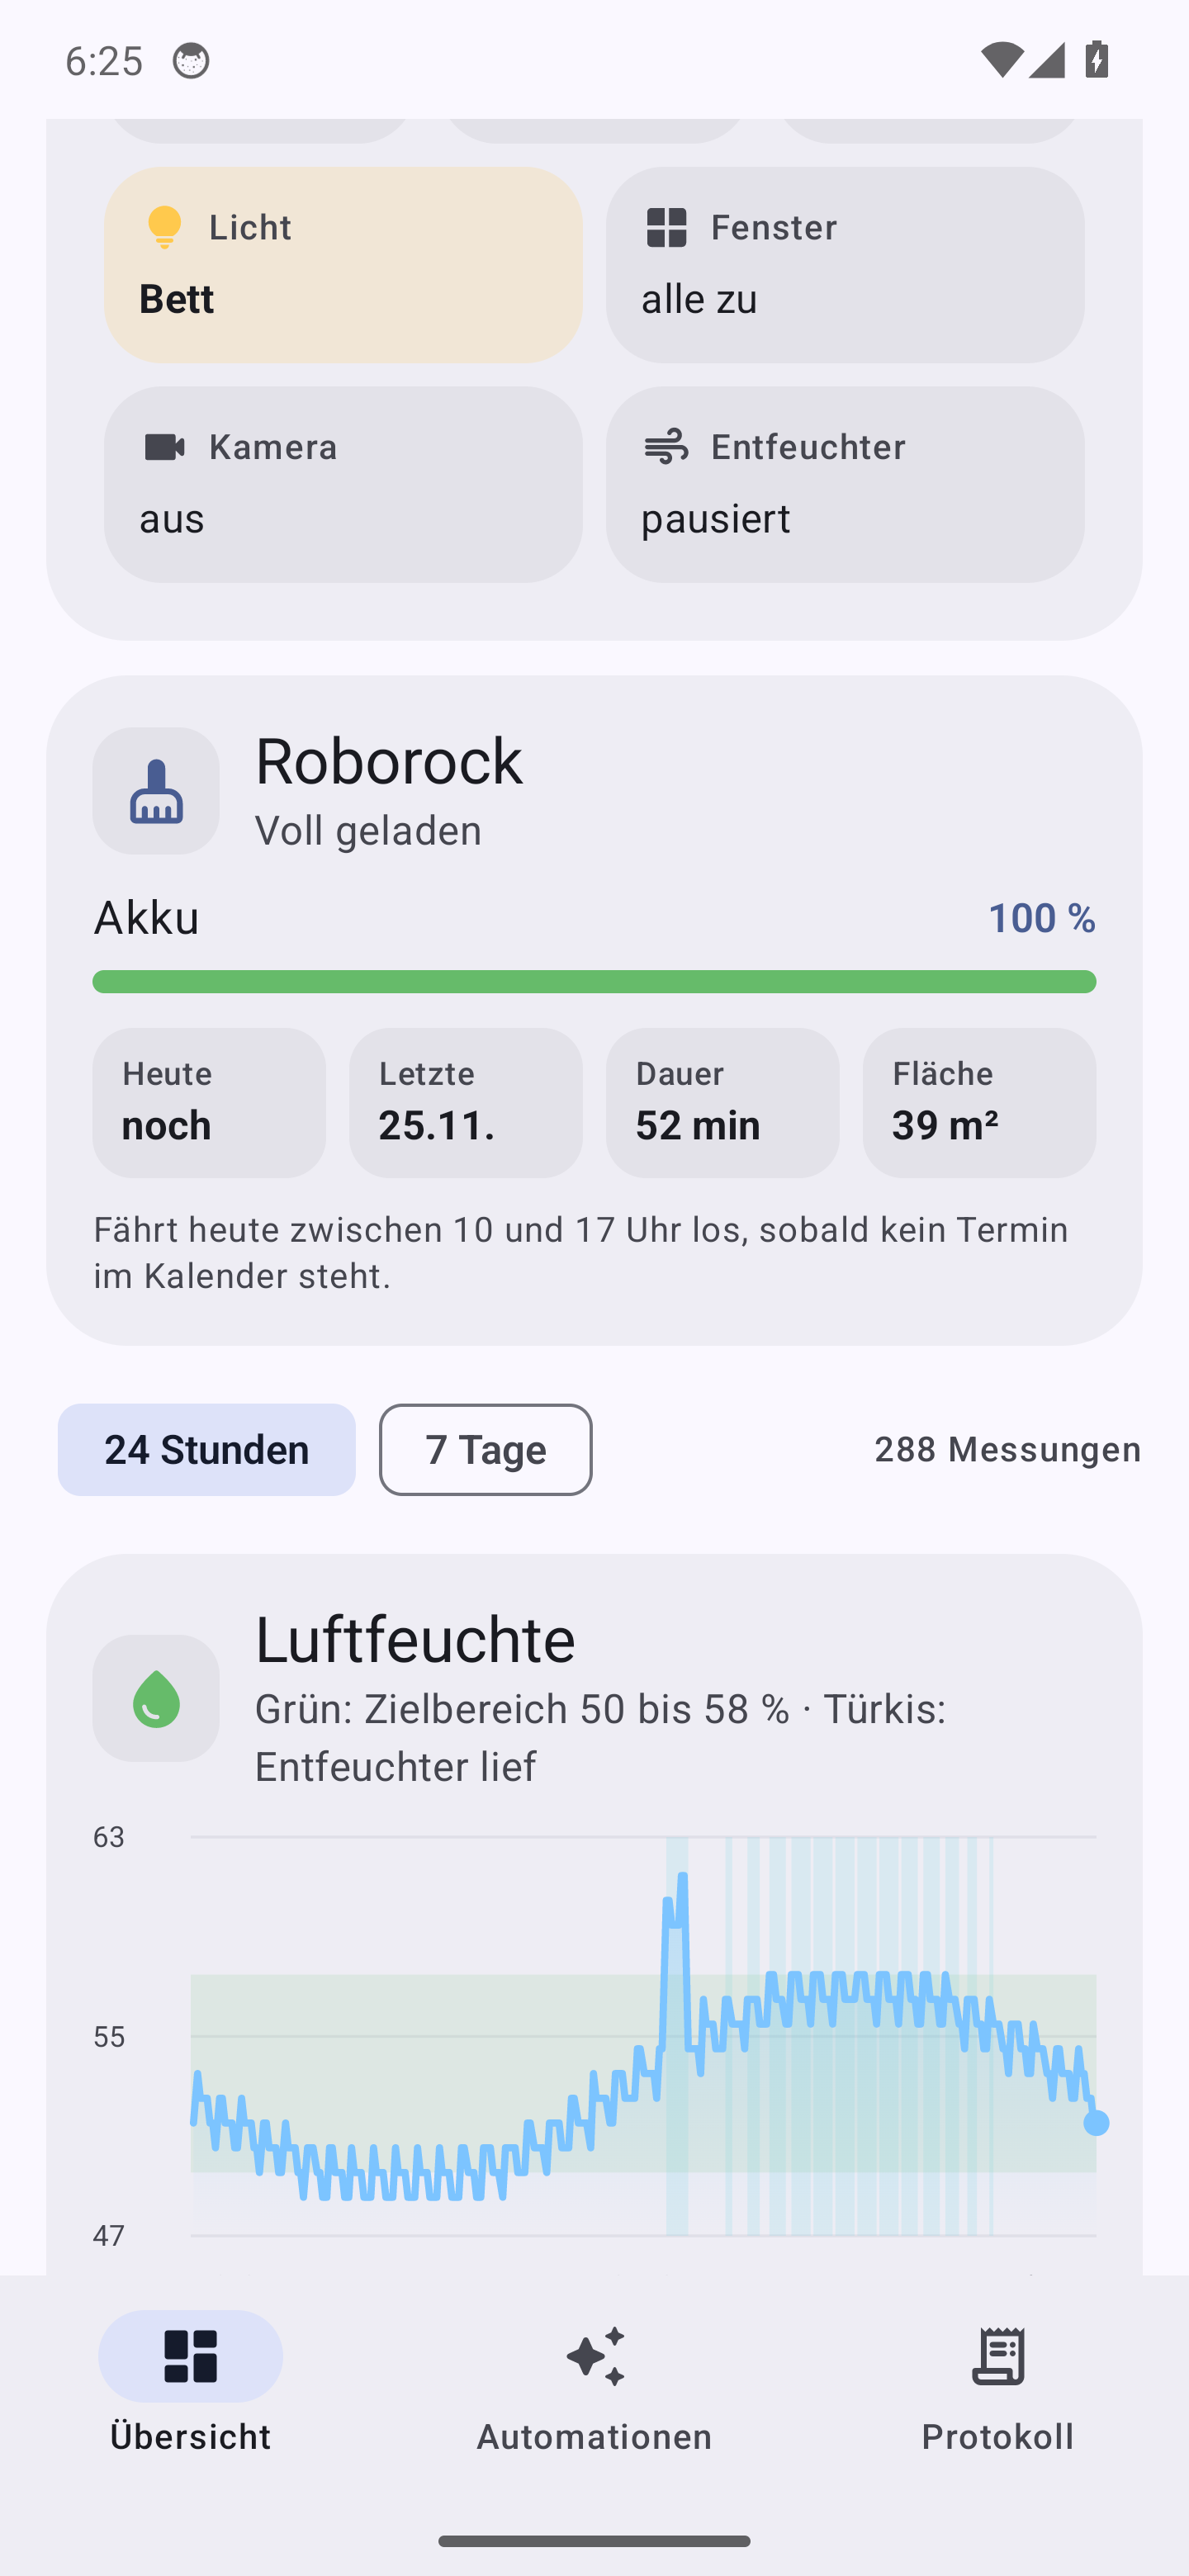 6:25
Licht
Bett
Fenster
alle zu
Kamera
aus
Entfeuchter
pausiert
Roborock
Voll geladen
Akku
100 %
Heute
noch
Letzte
25.11.
Dauer
52 min
Fläche
39 m²
Fährt heute zwischen 10 und 17 Uhr los, sobald kein Termin
im Kalender steht.
24 Stunden
7 Tage
288 Messungen
Luftfeuchte
Grün: Zielbereich 50 bis 58 % · Türkis:
Entfeuchter lief
63
55
47
Übersicht
Automationen
Protokoll